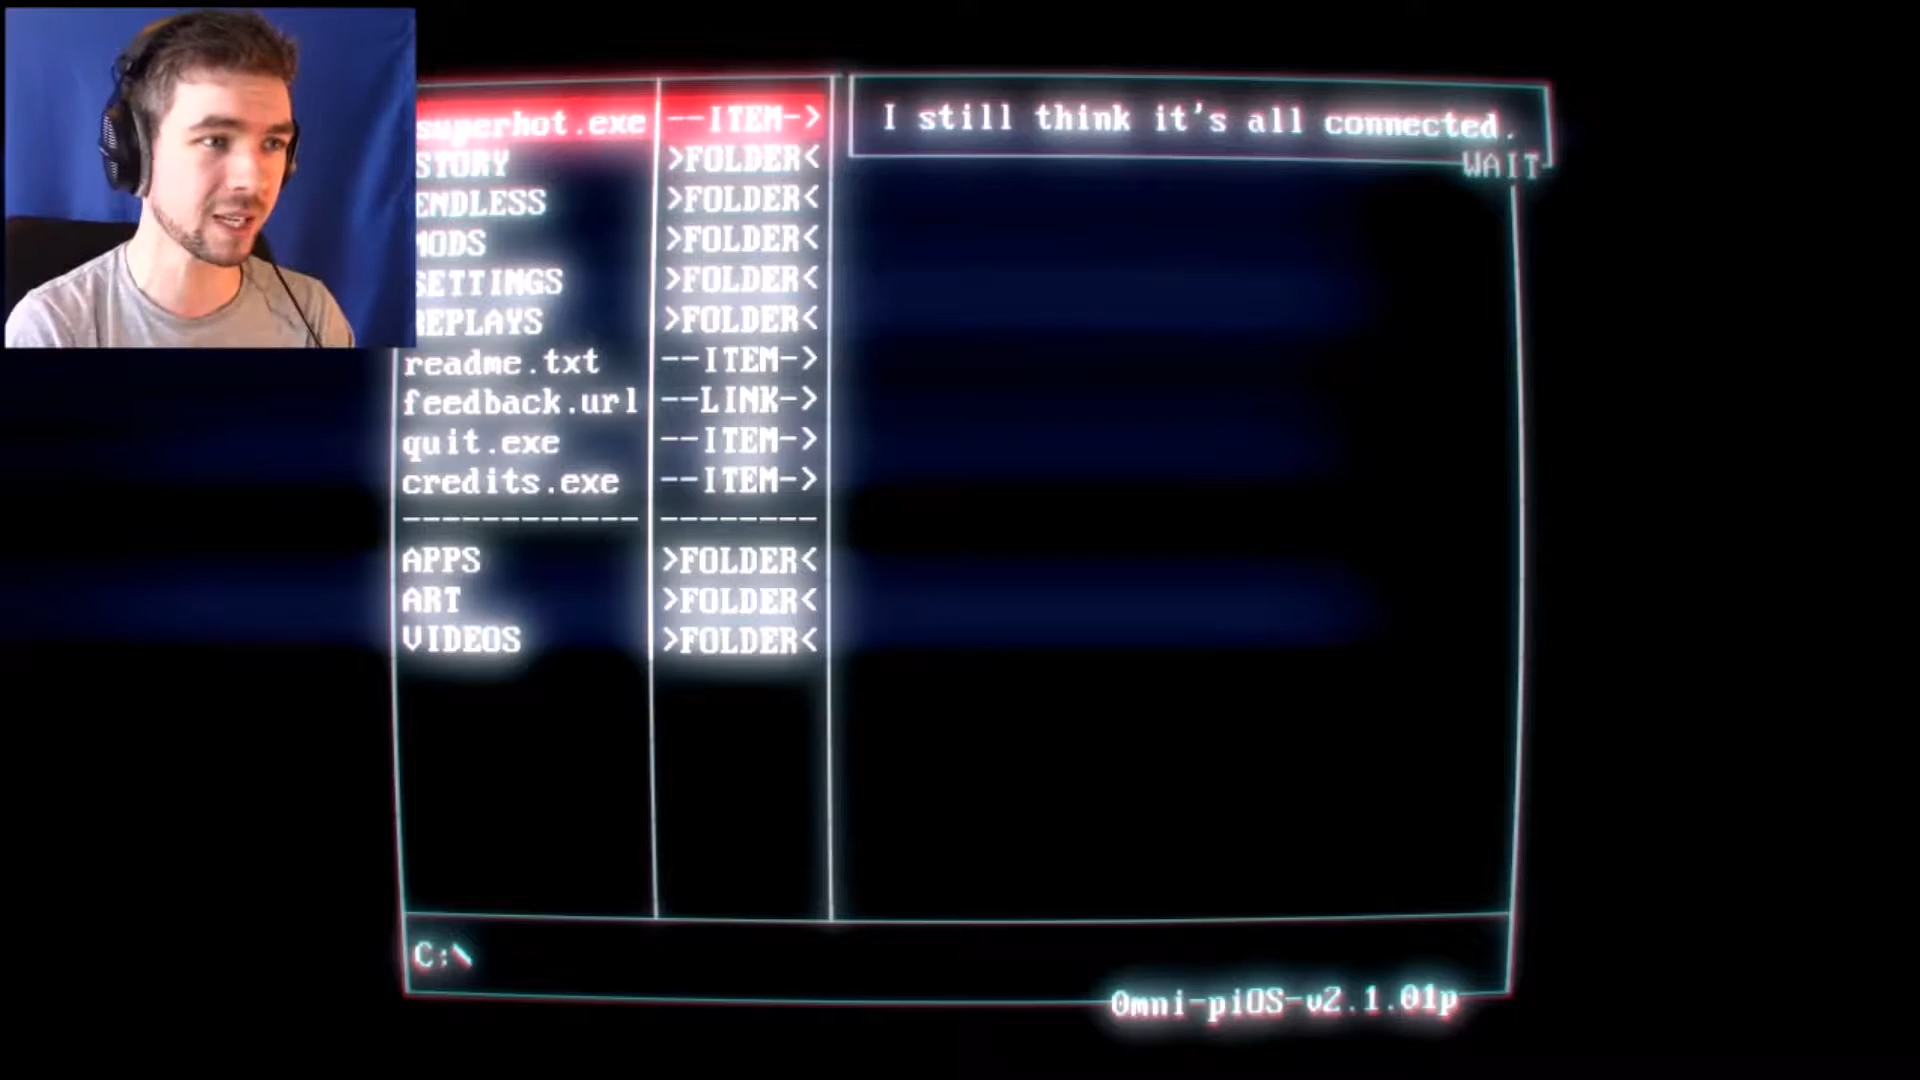 superhot.exe --ITEM->
STORY >FOLDER<
ENDLESS >FOLDER<
MODS >FOLDER<
SETTINGS >FOLDER<
REPLAYS >FOLDER<
readme.txt --ITEM->
feedback.url --LINK->
quit.exe --ITEM->
credits.exe --ITEM->
------------ --------
APPS >FOLDER<
ART >FOLDER<
VIDEOS >FOLDER<
I still think it's all connected.
WAIT
C:\
Omni-piOS-v2.1.01p